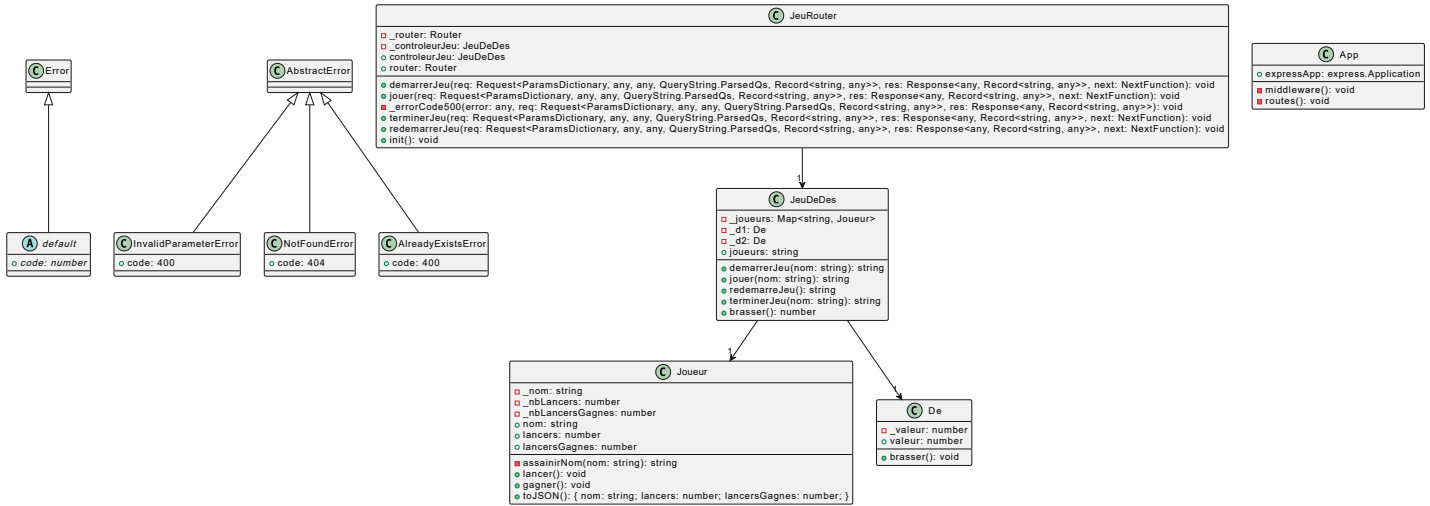 C JeuRouter
_router: Router
_controleurJeu: JeuDeDes
controleurJeu: JeuDeDes
router: Router
demarrerJeu(req: Request<ParamsDictionary, any, any, QueryString.ParsedQs, Record<string, any>>, res: Response<any, Record<string, any>>, next: NextFunction): void
jouer(req: Request<ParamsDictionary, any, any, QueryString.ParsedQs, Record<string, any>>, res: Response<any, Record<string, any>>, next: NextFunction): void
_errorCode500(error: any, req: Request<ParamsDictionary, any, any, QueryString.ParsedQs, Record<string, any>>, res: Response<any, Record<string, any>>): void
terminerJeu(req: Request<ParamsDictionary, any, any, QueryString.ParsedQs, Record<string, any>>, res: Response<any, Record<string, any>>, next: NextFunction): void
redemarrerJeu(req: Request<ParamsDictionary, any, any, QueryString.ParsedQs, Record<string, any>>, res: Response<any, Record<string, any>>, next: NextFunction): void
init(): void
C App
expressApp: express.Application
middleware(): void
routes(): void
C Error
C AbstractError
1
C JeuDeDes
_joueurs: Map<string, Joueur>
_d1: De
_d2: De
joueurs: string
demarrerJeu(nom: string): string
jouer(nom: string): string
redemarreJeu(): string
terminerJeu(nom: string): string
brasser(): number
A default
code: number
C InvalidParameterError
code: 400
C NotFoundError
code: 404
C AlreadyExistsError
code: 400
1
1
C Joueur
_nom: string
_nbLancers: number
_nbLancersGagnes: number
nom: string
lancers: number
lancersGagnes: number
assainirNom(nom: string): string
lancer(): void
gagner(): void
toJSON(): { nom: string; lancers: number; lancersGagnes: number; }
C De
_valeur: number
valeur: number
brasser(): void